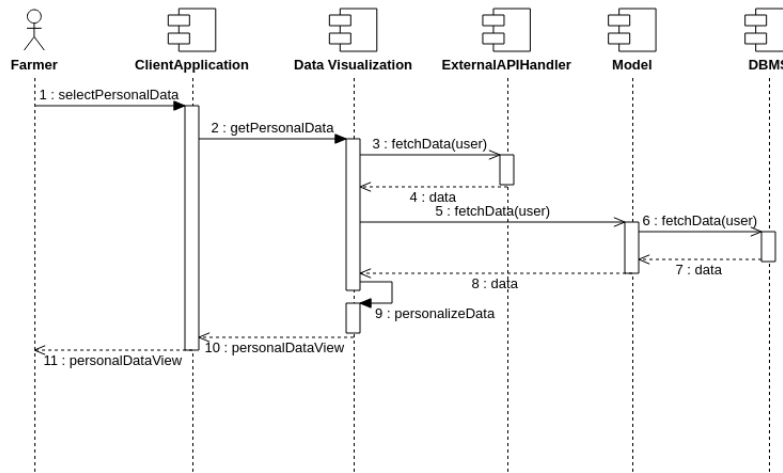 Farmer
ClientApplication
Data Visualization
ExternalAPIHandler
Model
DBMS
1 : selectPersonalData
2 : getPersonalData
3 : fetchData(user)
4 : data
5 : fetchData(user)
6 : fetchData(user)
7 : data
8 : data
9 : personalizeData
10 : personalDataView
11 : personalDataView